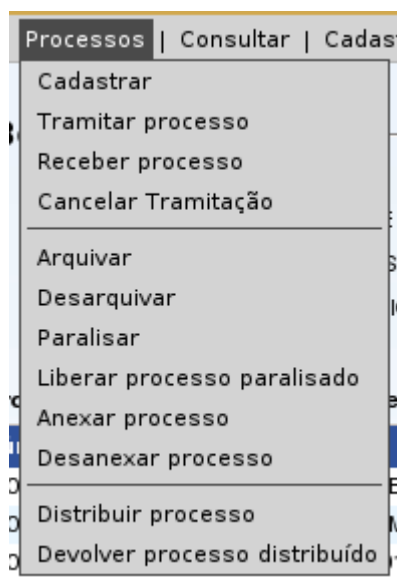 Processos | Consultar |
Cadastrar
Tramitar processo
Receber processo
Cancelar Tramitação
Arquivar
Desarquivar
Paralisar
Liberar processo paralisado
Anexar processo
Desanexar processo
Distribuir processo
Devolver processo distribuído